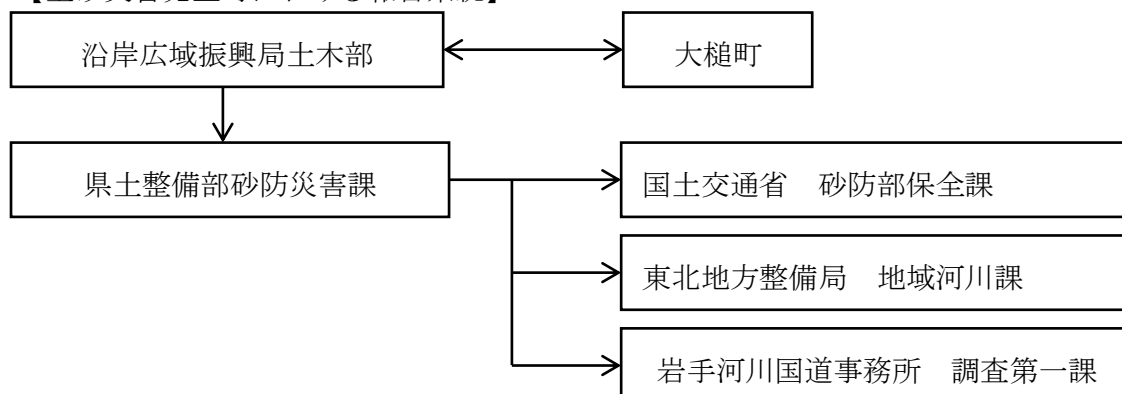 沿岸広域振興局土木部
大槌町
県土整備部砂防災害課
国土交通省　砂防部保全課
東北地方整備局　地域河川課
岩手河川国道事務所　調査第一課